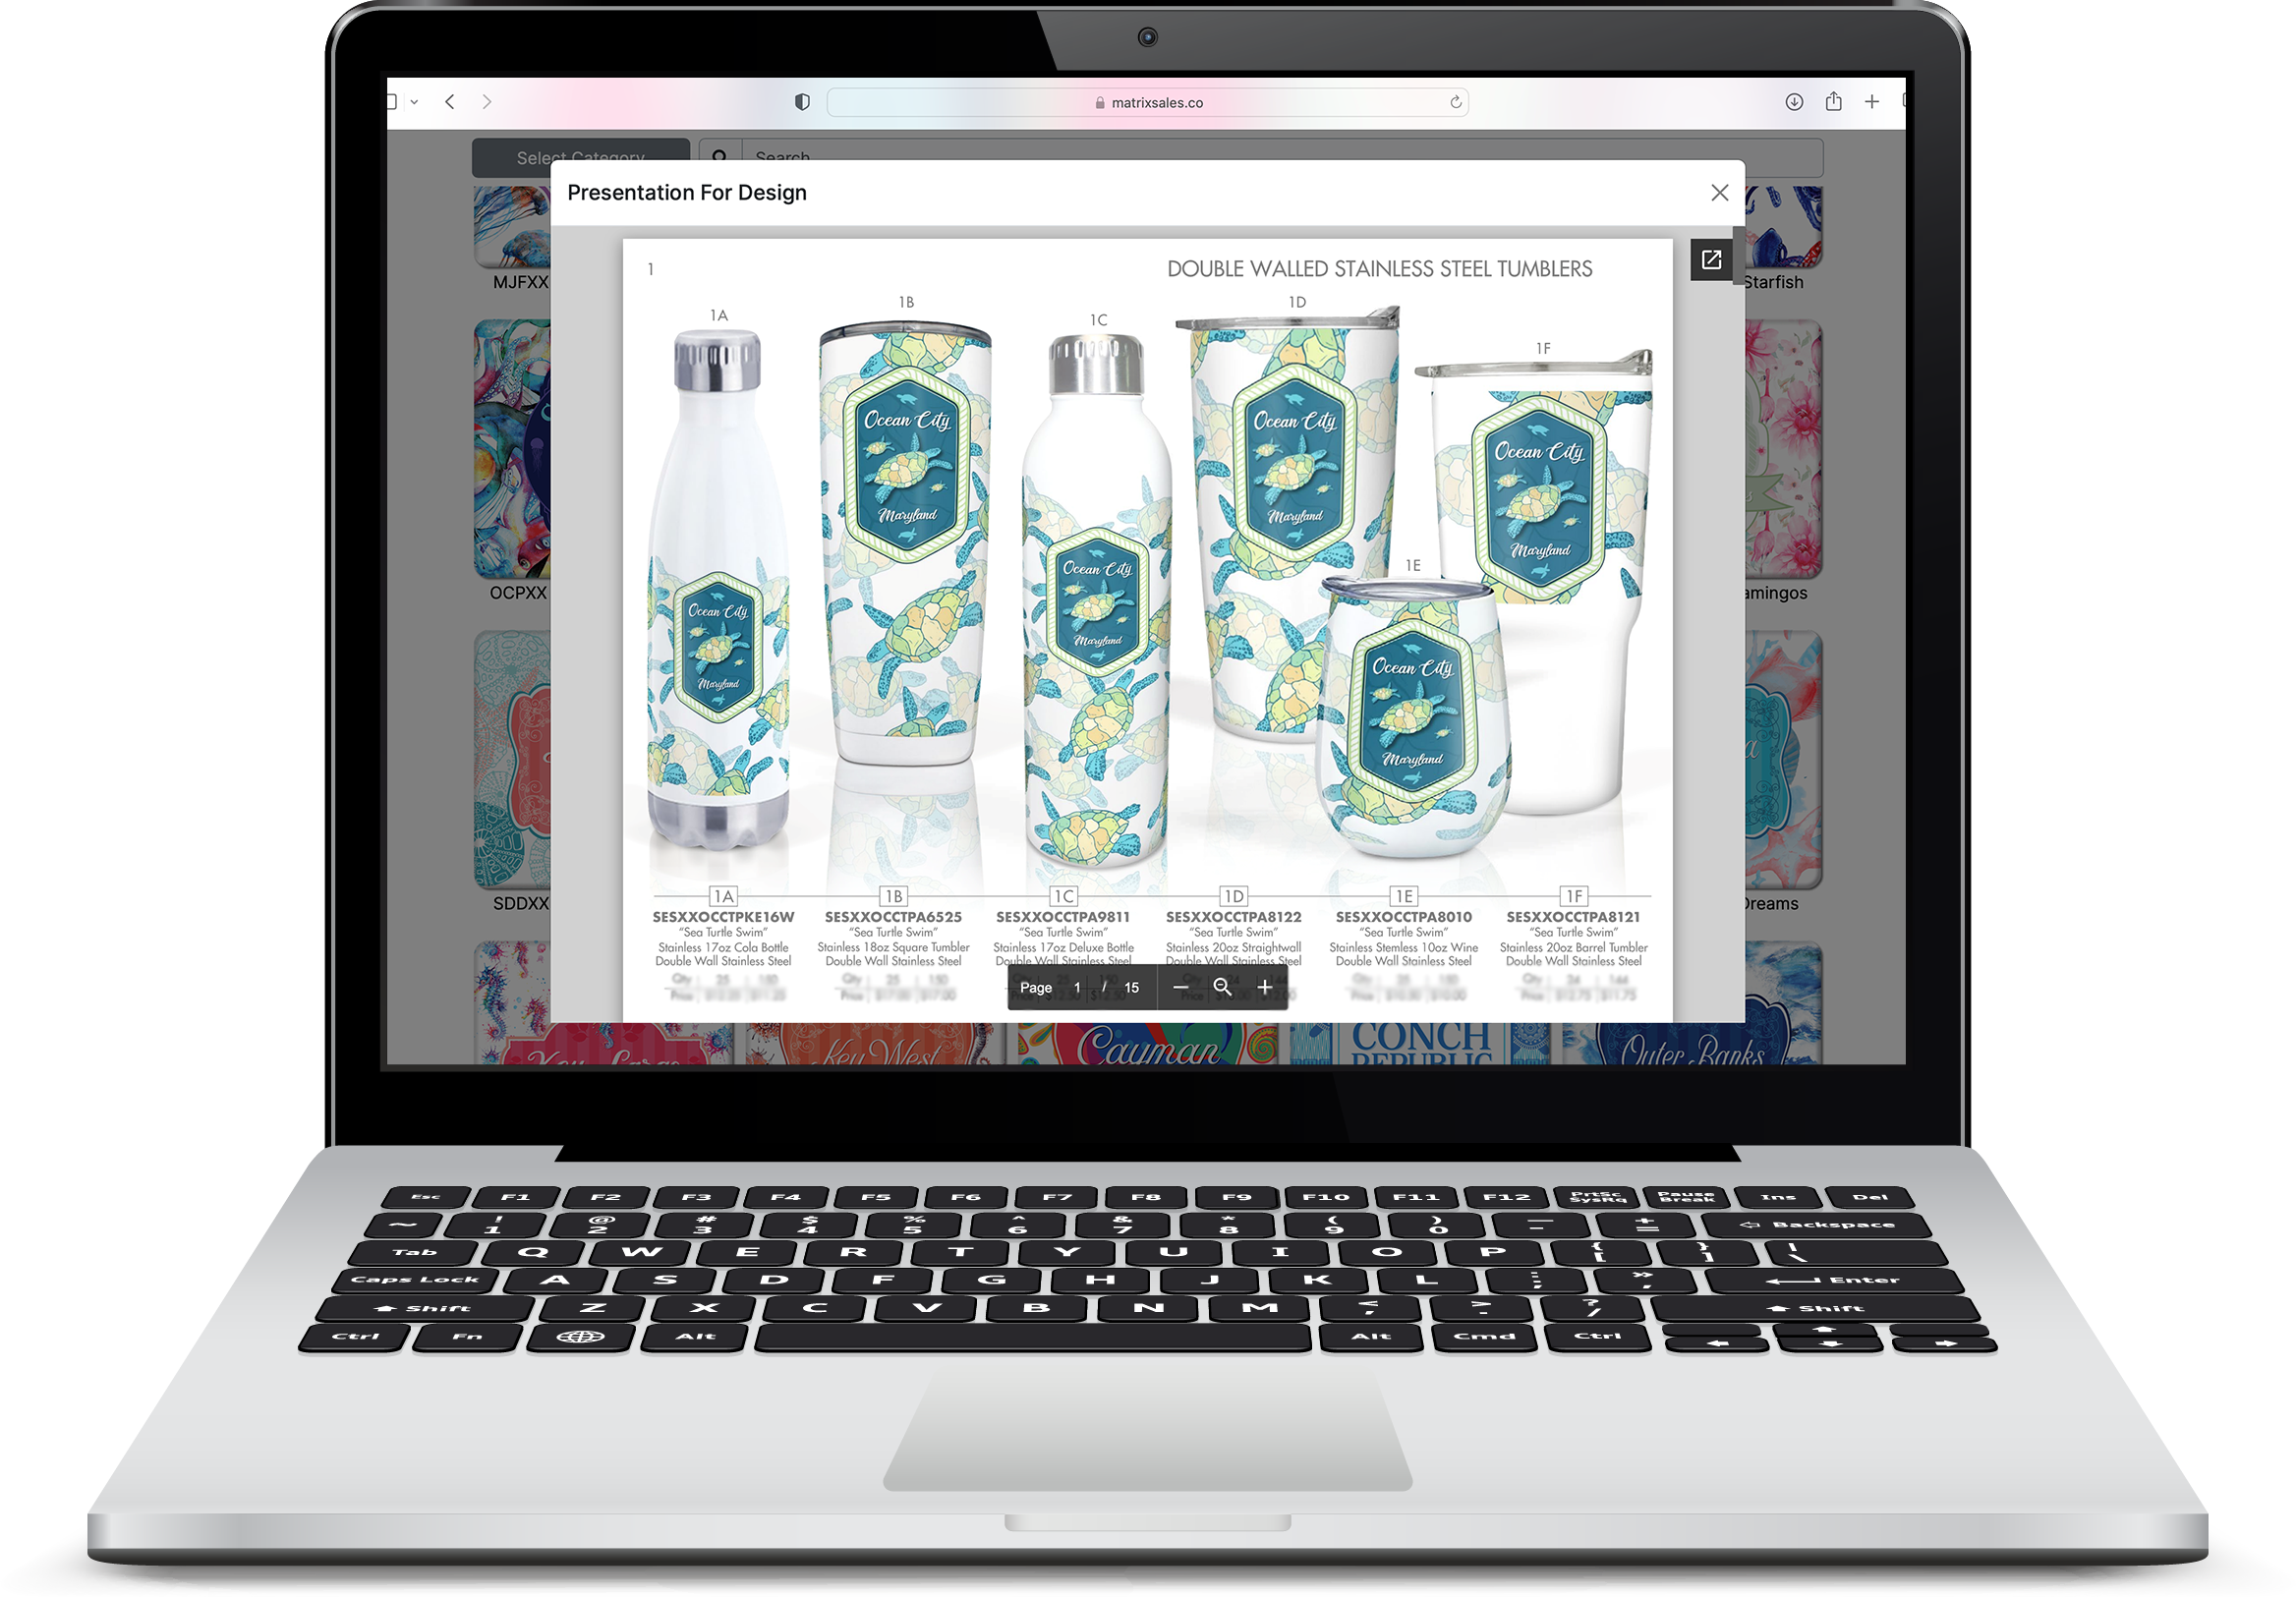 matrixsales.co
Select Category
Search
Presentation For Design
MJFXX
Starfish
OCPXX
amingos
SDDXX
Dreams
1
DOUBLE WALLED STAINLESS STEEL TUMBLERS
1A
1B
1C
1D
1E
1F
Ocean City
Maryland
Ocean City
Maryland
Ocean City
Maryland
Ocean City
Maryland
Ocean City
Maryland
Ocean City
Maryland
1A 1B 1C 1D 1E 1F
SESXXOCCTPKE16W SESXXOCCTPA6525 SESXXOCCTPA9811 SESXXOCCTPA8122 SESXXOCCTPA8010 SESXXOCCTPA8121
“Sea Turtle Swim” “Sea Turtle Swim” “Sea Turtle Swim” “Sea Turtle Swim” “Sea Turtle Swim” “Sea Turtle Swim”
Stainless 17oz Cola Bottle Stainless 18oz Square Tumbler Stainless 17oz Deluxe Bottle Stainless 20oz Straightwall Stainless Stemless 10oz Wine Stainless 20oz Barrel Tumbler
Double Wall Stainless Steel Double Wall Stainless Steel Double Wall Stainless Steel Double Wall Stainless Steel Double Wall Stainless Steel Double Wall Stainless Steel
Page 1 / 15
Key West
Cayman
CONCH
REPUBLIC
Outer Banks
Esc F1 F2 F3 F4 F5 F6 F7 F8 F9 F10 F11 F12 PrtSc SysRq Pause Break Ins Del
~ ! 1 @ 2 # 3 $ 4 % 5 ^ 6 & 7 * 8 ( 9 ) 0 — - + = Backspace
Tab Q W E R T Y U I O P { [ } ] | \
Caps Lock A S D F G H J K L : ; " ' Enter
Shift Z X C V B N M < , > . ? / Shift
Ctrl Fn Alt Alt Cmd Ctrl